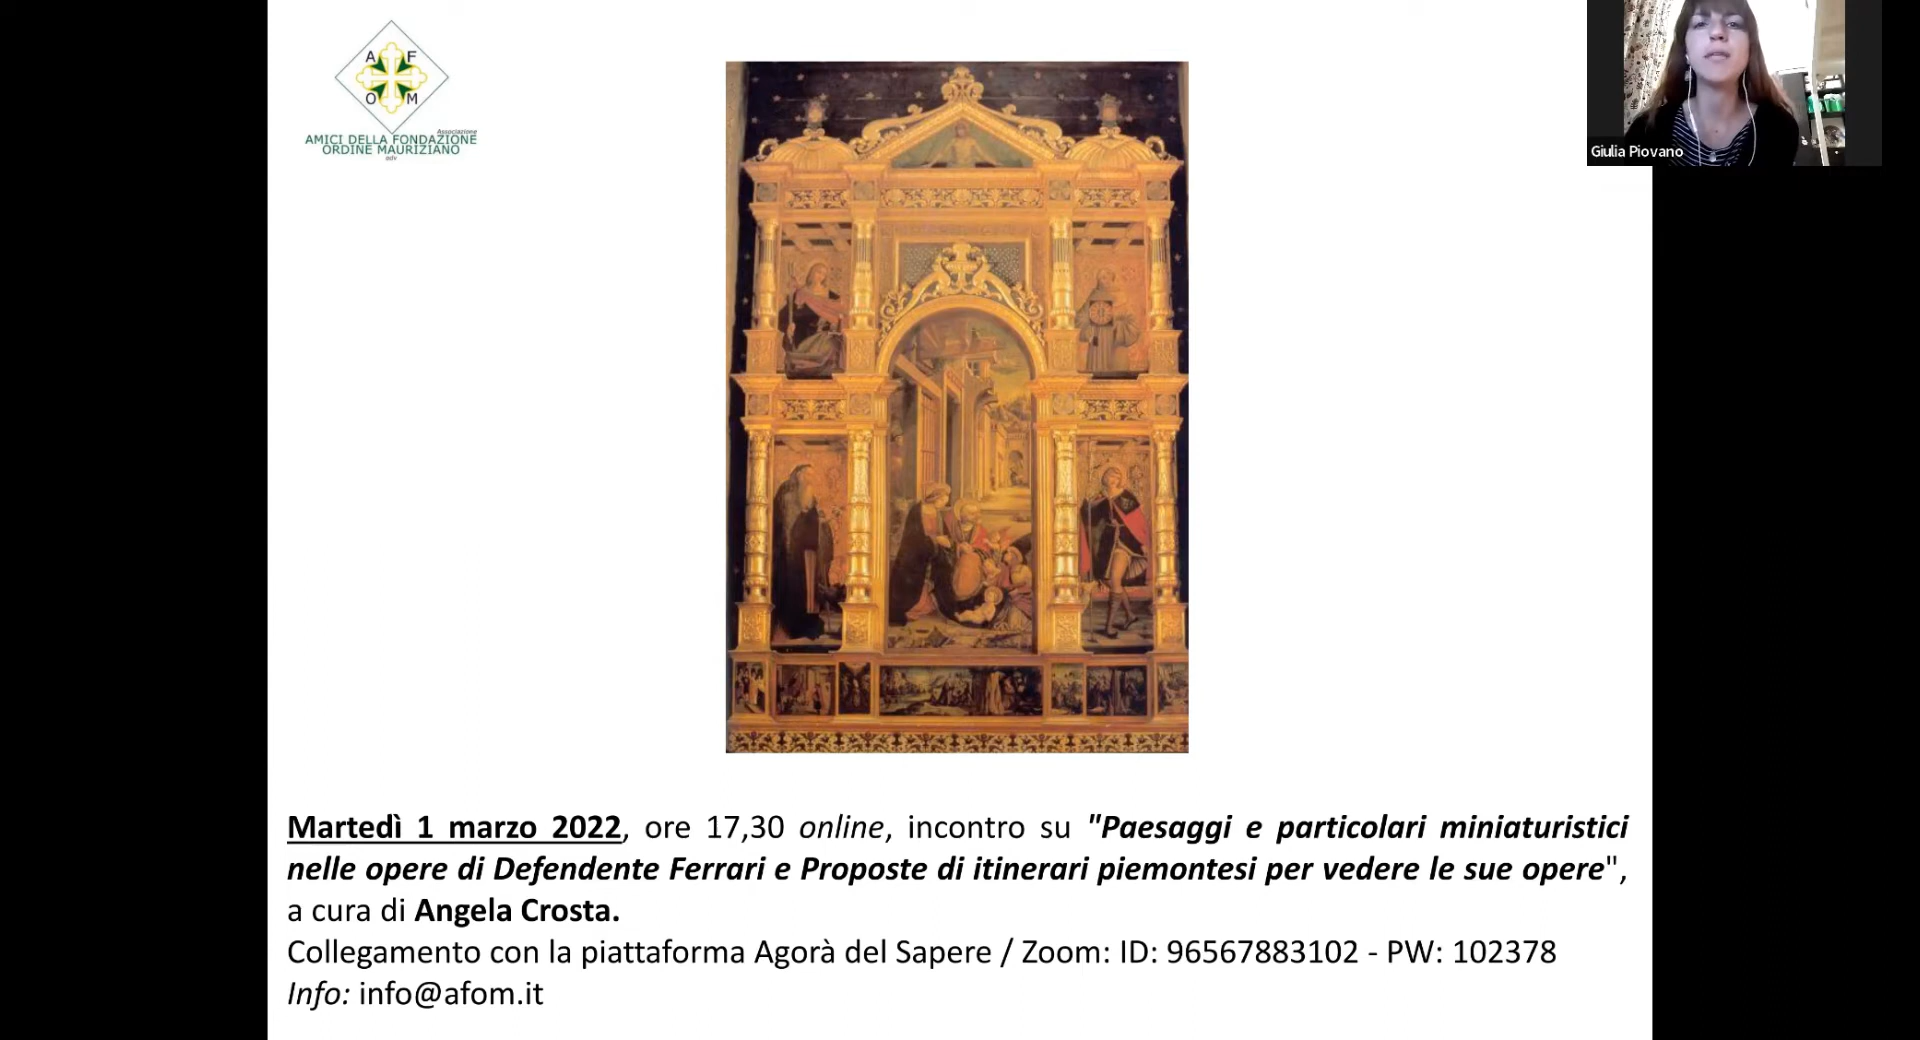 A F
O M
Associazione
AMICI DELLA FONDAZIONE
ORDINE MAURIZIANO
odv
Giulia Piovano
Martedì 1 marzo 2022, ore 17,30 online, incontro su "Paesaggi e particolari miniaturistici
nelle opere di Defendente Ferrari e Proposte di itinerari piemontesi per vedere le sue opere",
a cura di Angela Crosta.
Collegamento con la piattaforma Agorà del Sapere / Zoom: ID: 96567883102 - PW: 102378
Info: info@afom.it